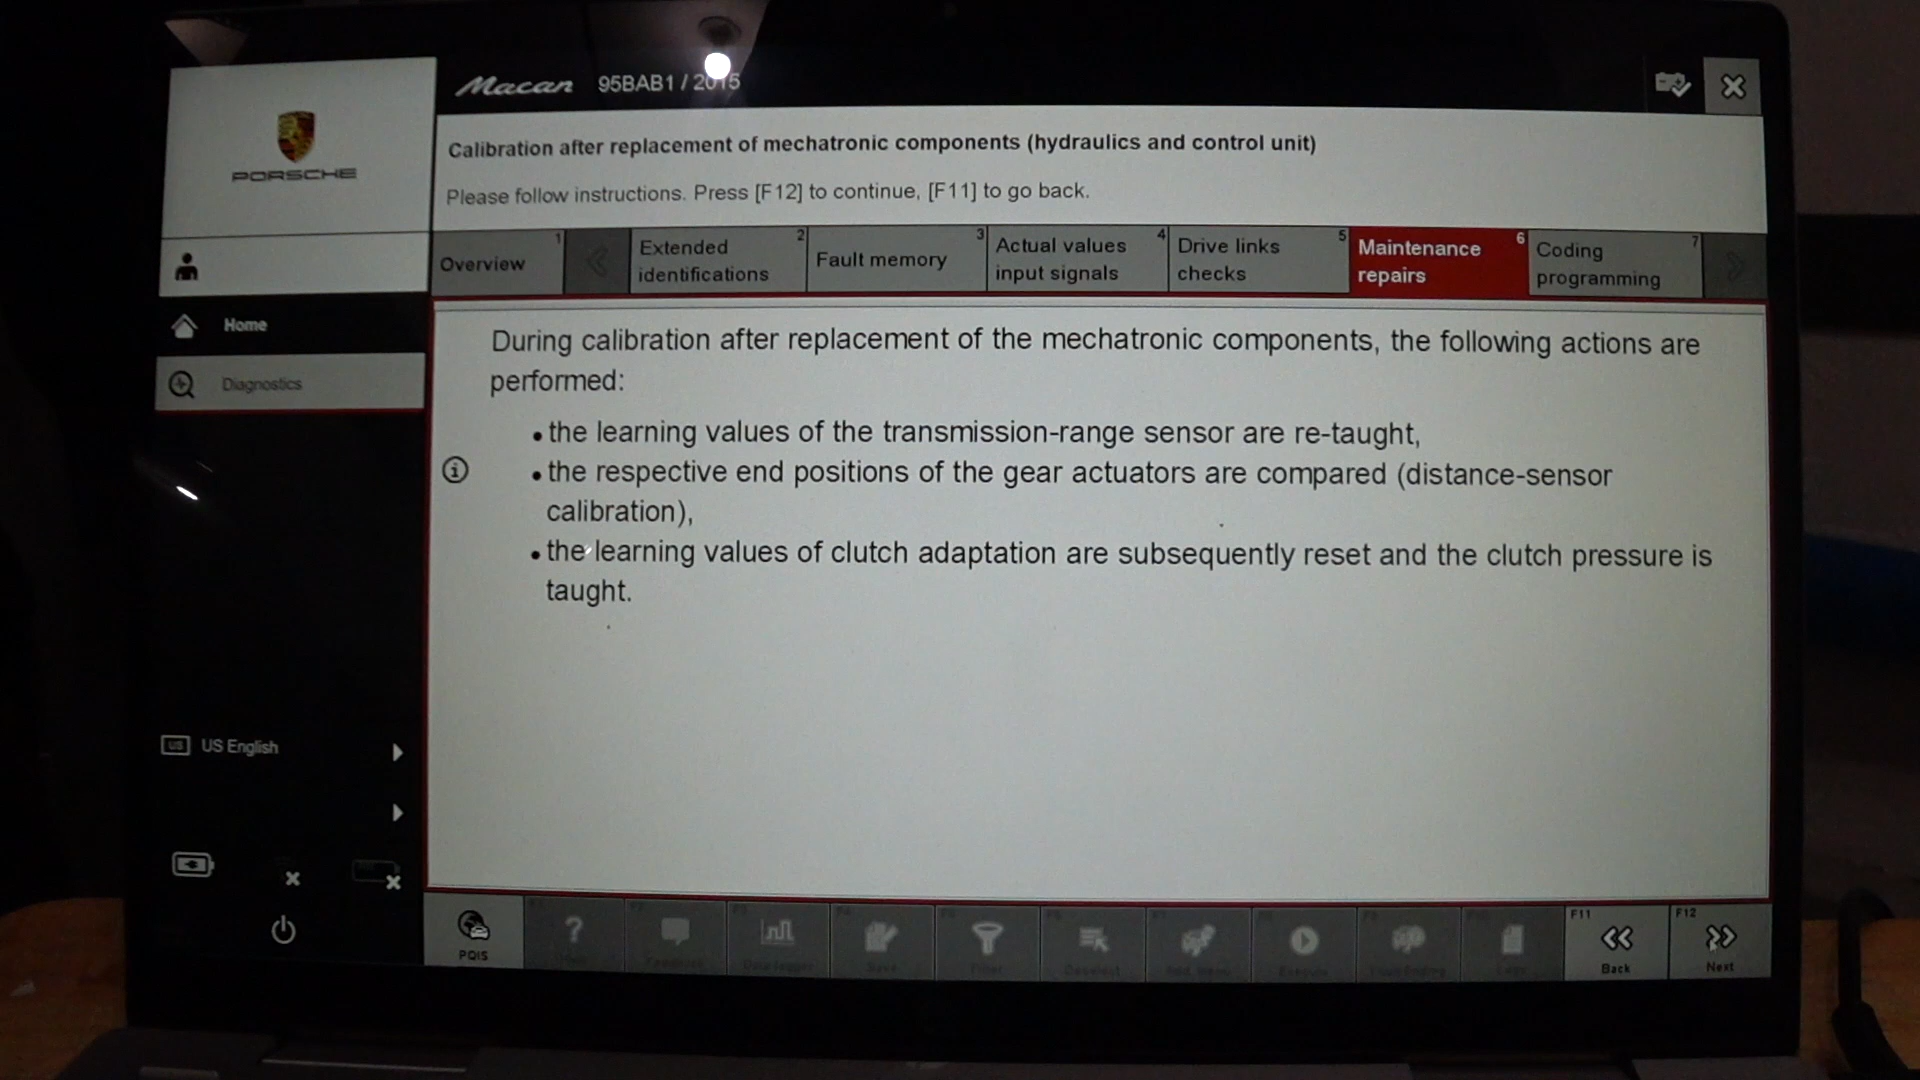 Macan 95BAB1 / 2015
PORSCHE
Calibration after replacement of mechatronic components (hydraulics and control unit)
Please follow instructions. Press [F12] to continue, [F11] to go back.
Overview 1
Extended identifications 2
Fault memory 3
Actual values input signals 4
Drive links checks 5
Maintenance repairs 6
Coding programming 7
Home
Diagnostics
During calibration after replacement of the mechatronic components, the following actions are
performed:
• the learning values of the transmission-range sensor are re-taught,
• the respective end positions of the gear actuators are compared (distance-sensor
calibration),
• the learning values of clutch adaptation are subsequently reset and the clutch pressure is
taught.
US US English
PQIS
F11 Back
F12 Next